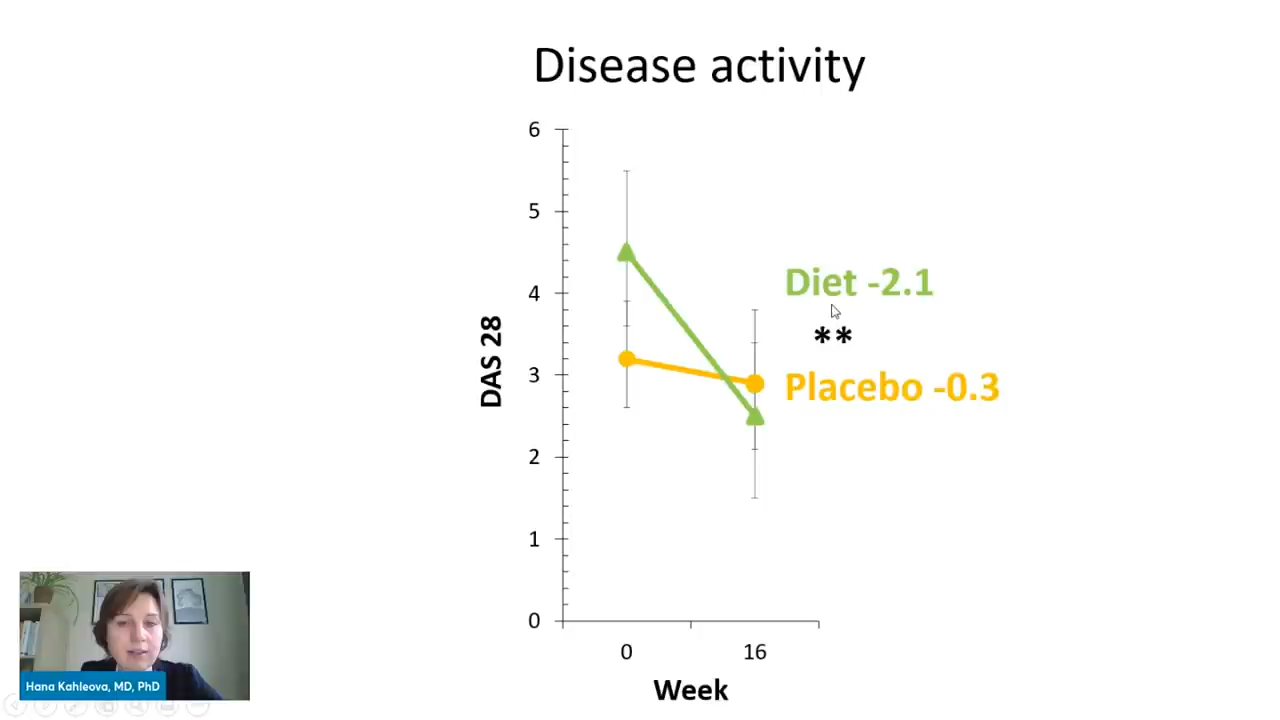 Disease activity
6
5
4
3
2
1
0
DAS 28
0 16
Week
Diet -2.1
**
Placebo -0.3
Hana Kahleova, MD, PhD